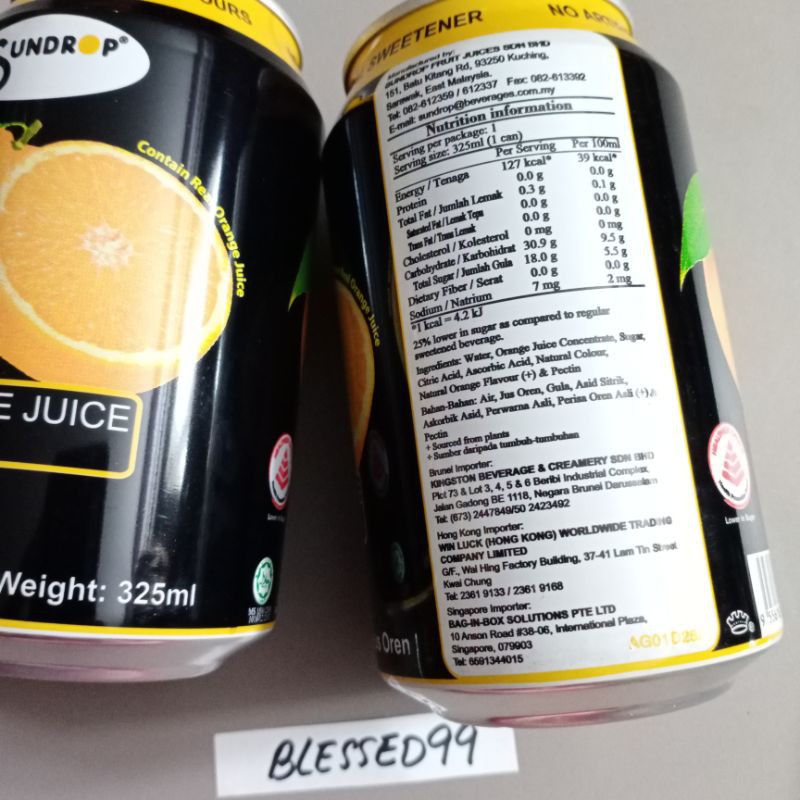 OURS
SUNDROP®
Contain Real Orange Juice
E JUICE
Weight: 325ml
SWEETENER
NO
Manufactured by:
SUNDROP FRUIT JUICES SDN BHD
151, Batu Kitang Rd, 93250 Kuching,
Sarawak, East Malaysia.
Tel: 082-612359 / 612337 Fax: 082-613392
E-mail: sundrop@beverages.com.my
Nutrition information
Serving per package: 1
Serving size: 325ml (1 can)
Per Serving Per 100ml
Energy / Tenaga 127 kcal* 39 kcal*
Protein 0.0 g 0.0 g
Total Fat / Jumlah Lemak 0.3 g 0.1 g
Saturated Fat / Lemak Tepu 0.0 g 0.0 g
Trans Fat / Trans Lemak 0.0 g 0.0 g
Cholesterol / Kolesterol 0 mg 0 mg
Carbohydrate / Karbohidrat 30.9 g 9.5 g
Total Sugar / Jumlah Gula 18.0 g 5.5 g
Dietary Fiber / Serat 0.0 g 0.0 g
Sodium / Natrium 7 mg 2 mg
*1 kcal = 4.2 kJ
25% lower in sugar as compared to regular
sweetened beverage.
Ingredients: Water, Orange Juice Concentrate, Sugar,
Citric Acid, Ascorbic Acid, Natural Colour,
Natural Orange Flavour (+) & Pectin
Bahan-Bahan: Air, Jus Oren, Gula, Asid Sitrik,
Askorbik Asid, Perwarna Asli, Perisa Oren Asli (+) &
Pectin
+ Sourced from plants
+ Sumber daripada tumbuh-tumbuhan
Brunei Importer:
KINGSTON BEVERAGE & CREAMERY SDN BHD
Plot 73 & Lot 3, 4, 5 & 6 Beribi Industrial Complex,
Jalan Gadong BE 1118, Negara Brunei Darussalam
Tel: (673) 2447849/50 2423492
Hong Kong Importer:
WIN LUCK (HONG KONG) WORLDWIDE TRADING
COMPANY LIMITED
G/F., Wai Hing Factory Building, 37-41 Lam Tin Street
Kwai Chung
Tel: 2361 9133 / 2361 9168
Singapore Importer:
BAG-IN-BOX SOLUTIONS PTE LTD
10 Anson Road #38-06, International Plaza,
Singapore, 079903
Tel: 6591344015
AG01D26
Orange Juice
Oren
Lower in Sugar
BLESSED99